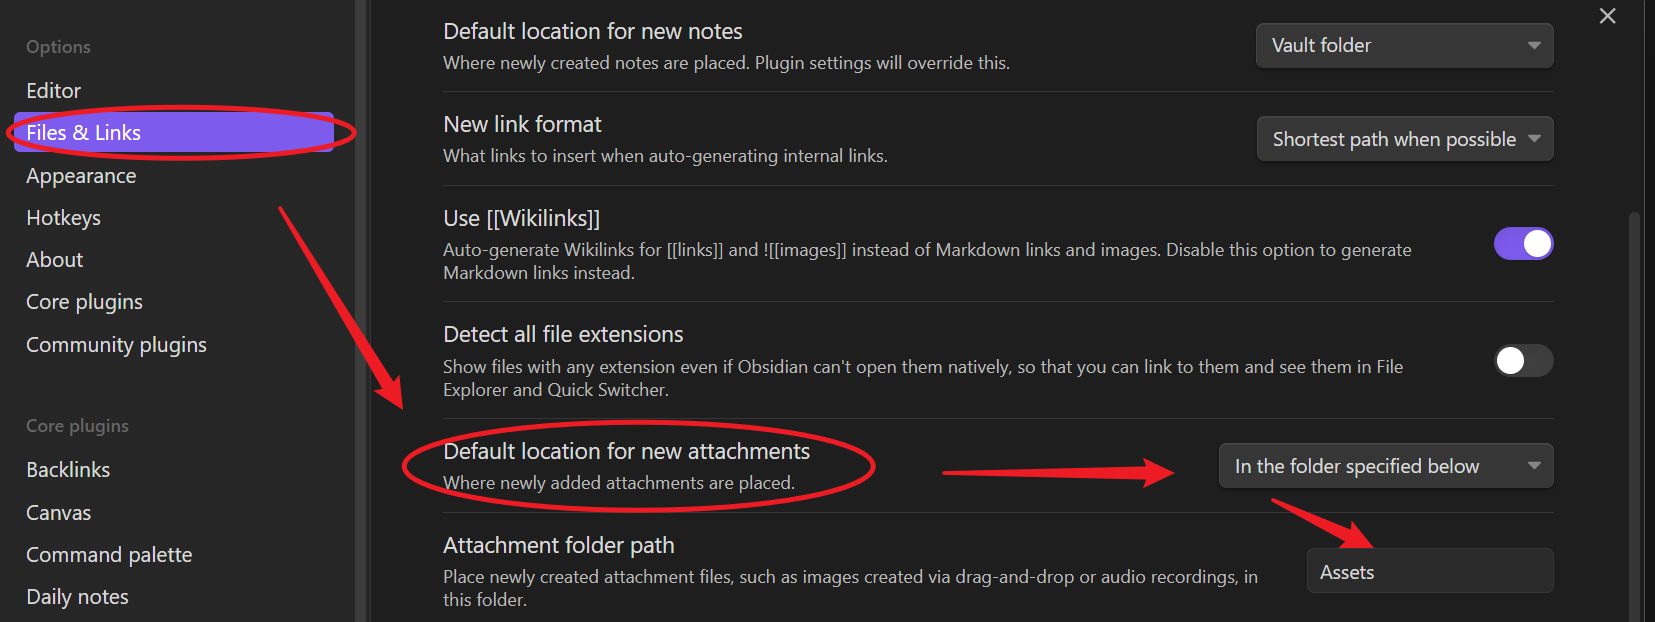 Options
Editor
Files & Links
Appearance
Hotkeys
About
Core plugins
Community plugins
Core plugins
Backlinks
Canvas
Command palette
Daily notes
Default location for new notes
Where newly created notes are placed. Plugin settings will override this.
Vault folder
New link format
What links to insert when auto-generating internal links.
Shortest path when possible
Use [[Wikilinks]]
Auto-generate Wikilinks for [[links]] and ![[images]] instead of Markdown links and images. Disable this option to generate
Markdown links instead.
Detect all file extensions
Show files with any extension even if Obsidian can't open them natively, so that you can link to them and see them in File
Explorer and Quick Switcher.
Default location for new attachments
Where newly added attachments are placed.
In the folder specified below
Attachment folder path
Place newly created attachment files, such as images created via drag-and-drop or audio recordings, in
this folder.
Assets